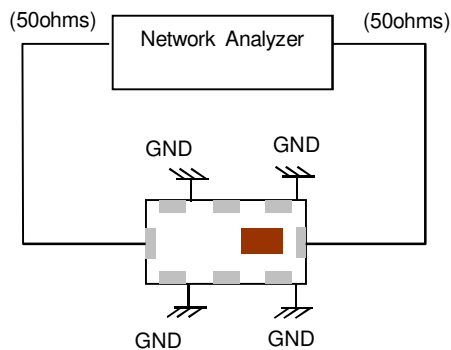 (50ohms)
(50ohms)
Network Analyzer
GND
GND
GND
GND